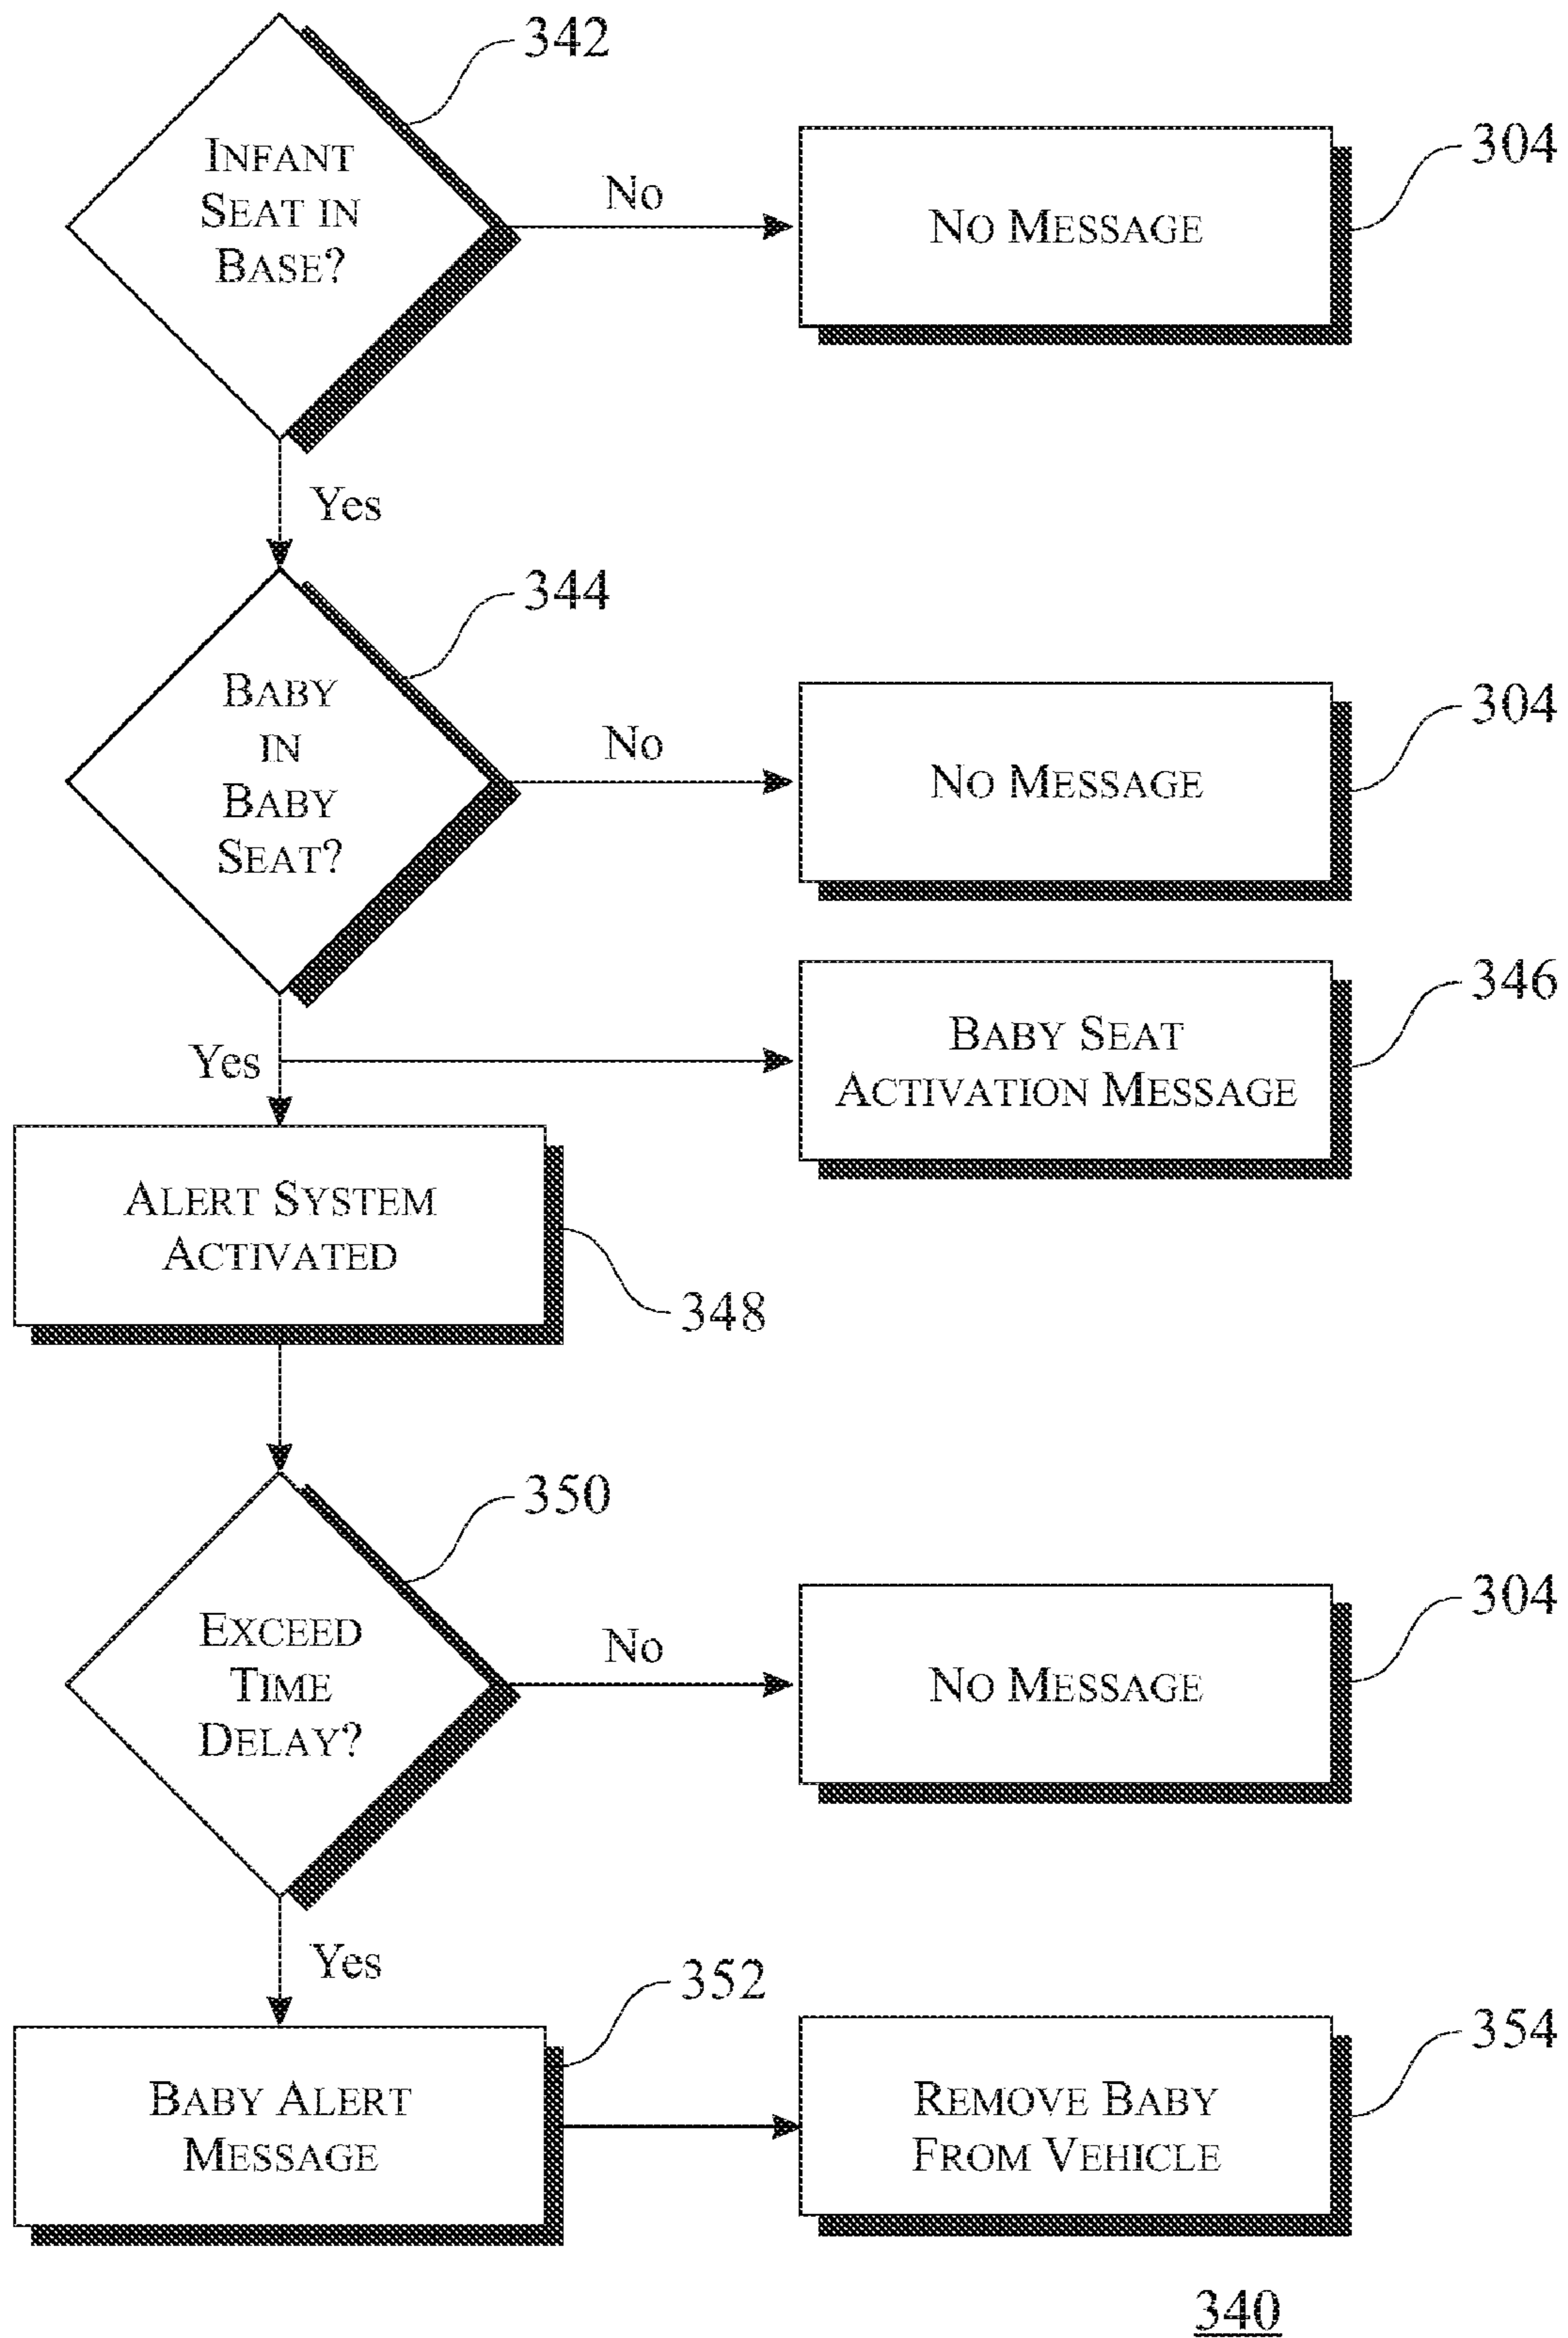 342
INFANT
SEAT IN
BASE?
No
NO MESSAGE
304
Yes
344
BABY
IN
BABY
SEAT?
No
NO MESSAGE
304
Yes
BABY SEAT
ACTIVATION MESSAGE
346
ALERT SYSTEM
ACTIVATED
348
350
EXCEED
TIME
DELAY?
No
NO MESSAGE
304
Yes
352
BABY ALERT
MESSAGE
REMOVE BABY
FROM VEHICLE
354
340